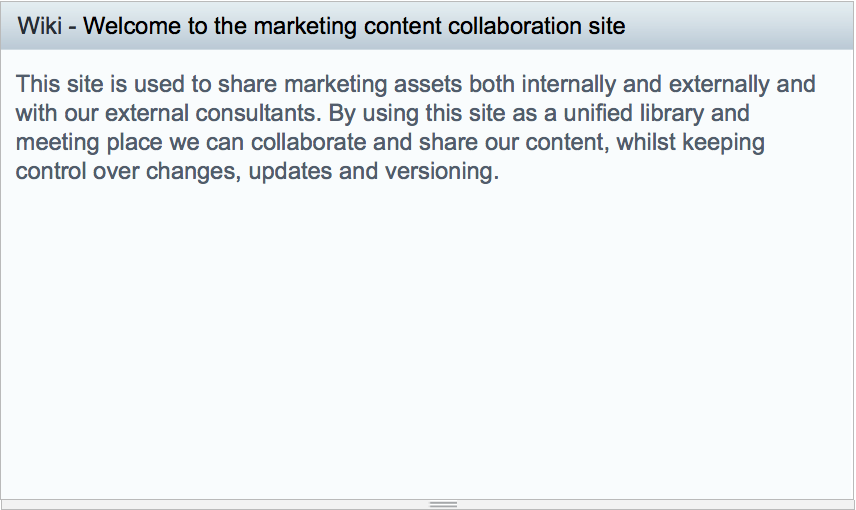 Wiki - Welcome to the marketing content collaboration site
This site is used to share marketing assets both internally and externally and
with our external consultants. By using this site as a unified library and
meeting place we can collaborate and share our content, whilst keeping
control over changes, updates and versioning.